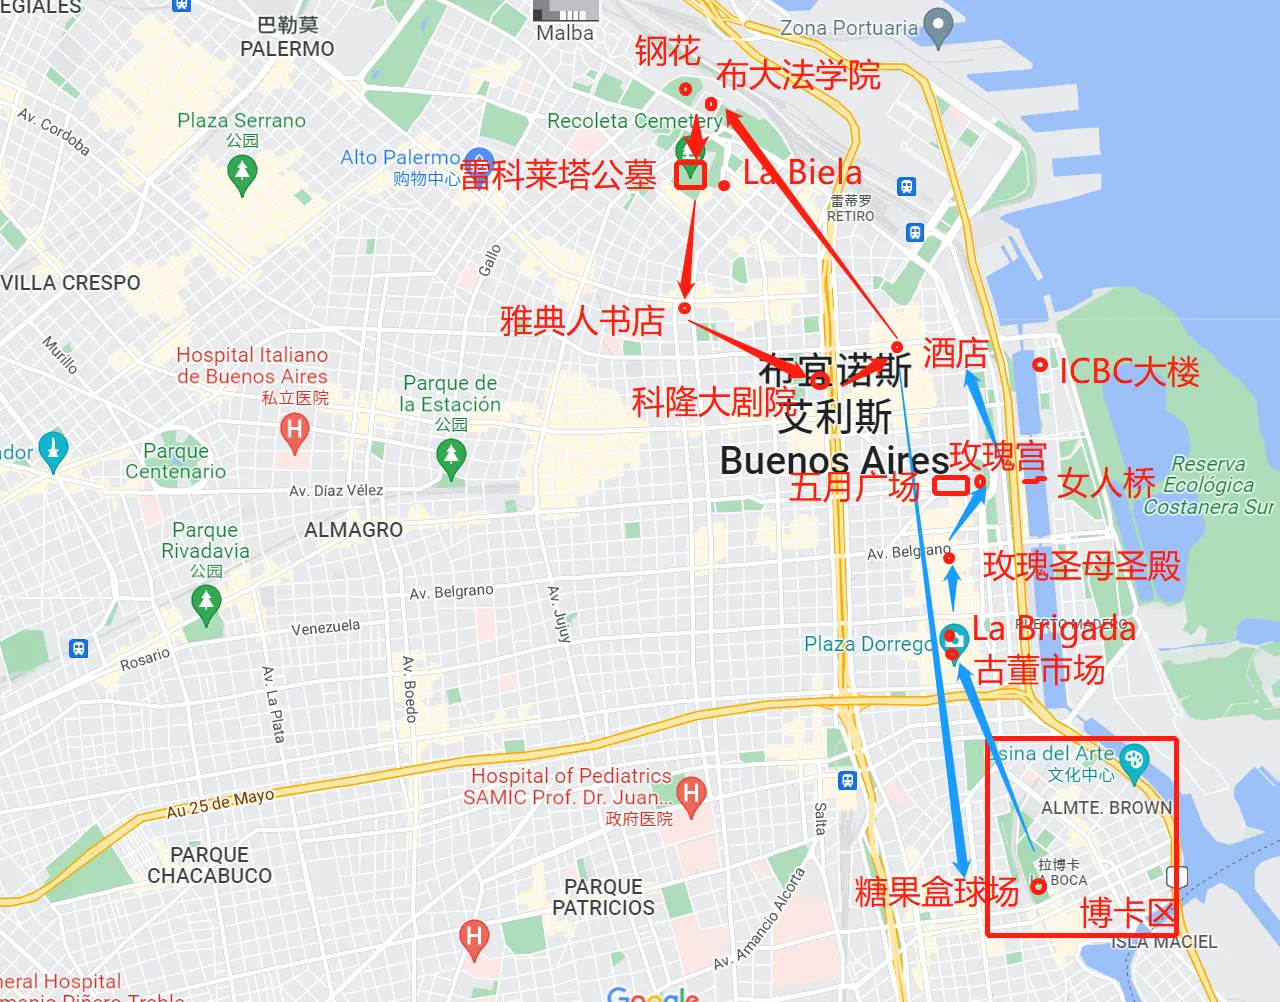 EGIALES
巴勒莫
PALERMO
Malba
Zona Portuaria
钢花
布大法学院
Av. Cordoba
Plaza Serrano
公园
Recoleta Cemetery
Alto Palermo
购物中心
雷科莱塔公墓
La Biela
雷蒂罗
RETIRO
VILLA CRESPO
Gallo
雅典人书店
Murillo
Hospital Italiano
de Buenos Aires
私立医院
Parque de
la Estación
公园
布宜诺斯
艾利斯
Buenos Aires
酒店
ICBC大楼
科隆大剧院
ador
Parque
Centenario
Av. Díaz Vélez
玫瑰宫
五月广场
女人桥
Reserva
Ecológica
Costanera Sur
ALMAGRO
Parque
Rivadavia
公园
Av. Belgrano
玫瑰圣母圣殿
Av. Belgrano
Av. Jujuy
Venezuela
Rosario
Plaza Dorrego
PUERTO MADERO
La Brigada
古董市场
Av. La Plata
Av. Boedo
Usina del Arte
文化中心
Hospital of Pediatrics
SAMIC Prof. Dr. Juan...
政府医院
Au 25 de Mayo
ALMTE. BROWN
Salta
PARQUE
CHACABUCO
拉博卡
LA BOCA
糖果盒球场
PARQUE
PATRICIOS
博卡区
Av. Amancio Alcorta
ISLA MACIEL
neral Hospital
Google